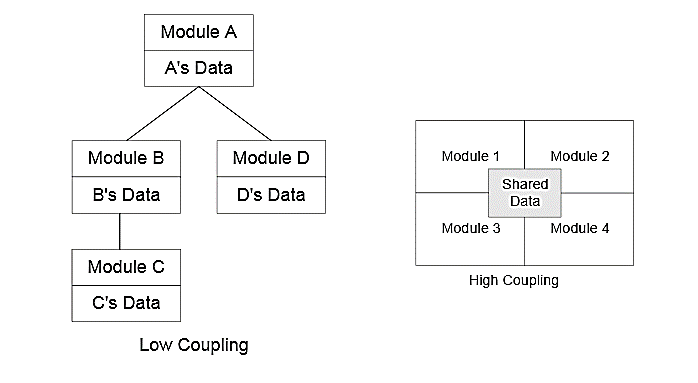 Module A
A's Data
Module B
B's Data
Module D
D's Data
Module C
C's Data
Low Coupling
Module 1
Module 2
Shared
Data
Module 3
Module 4
High Coupling